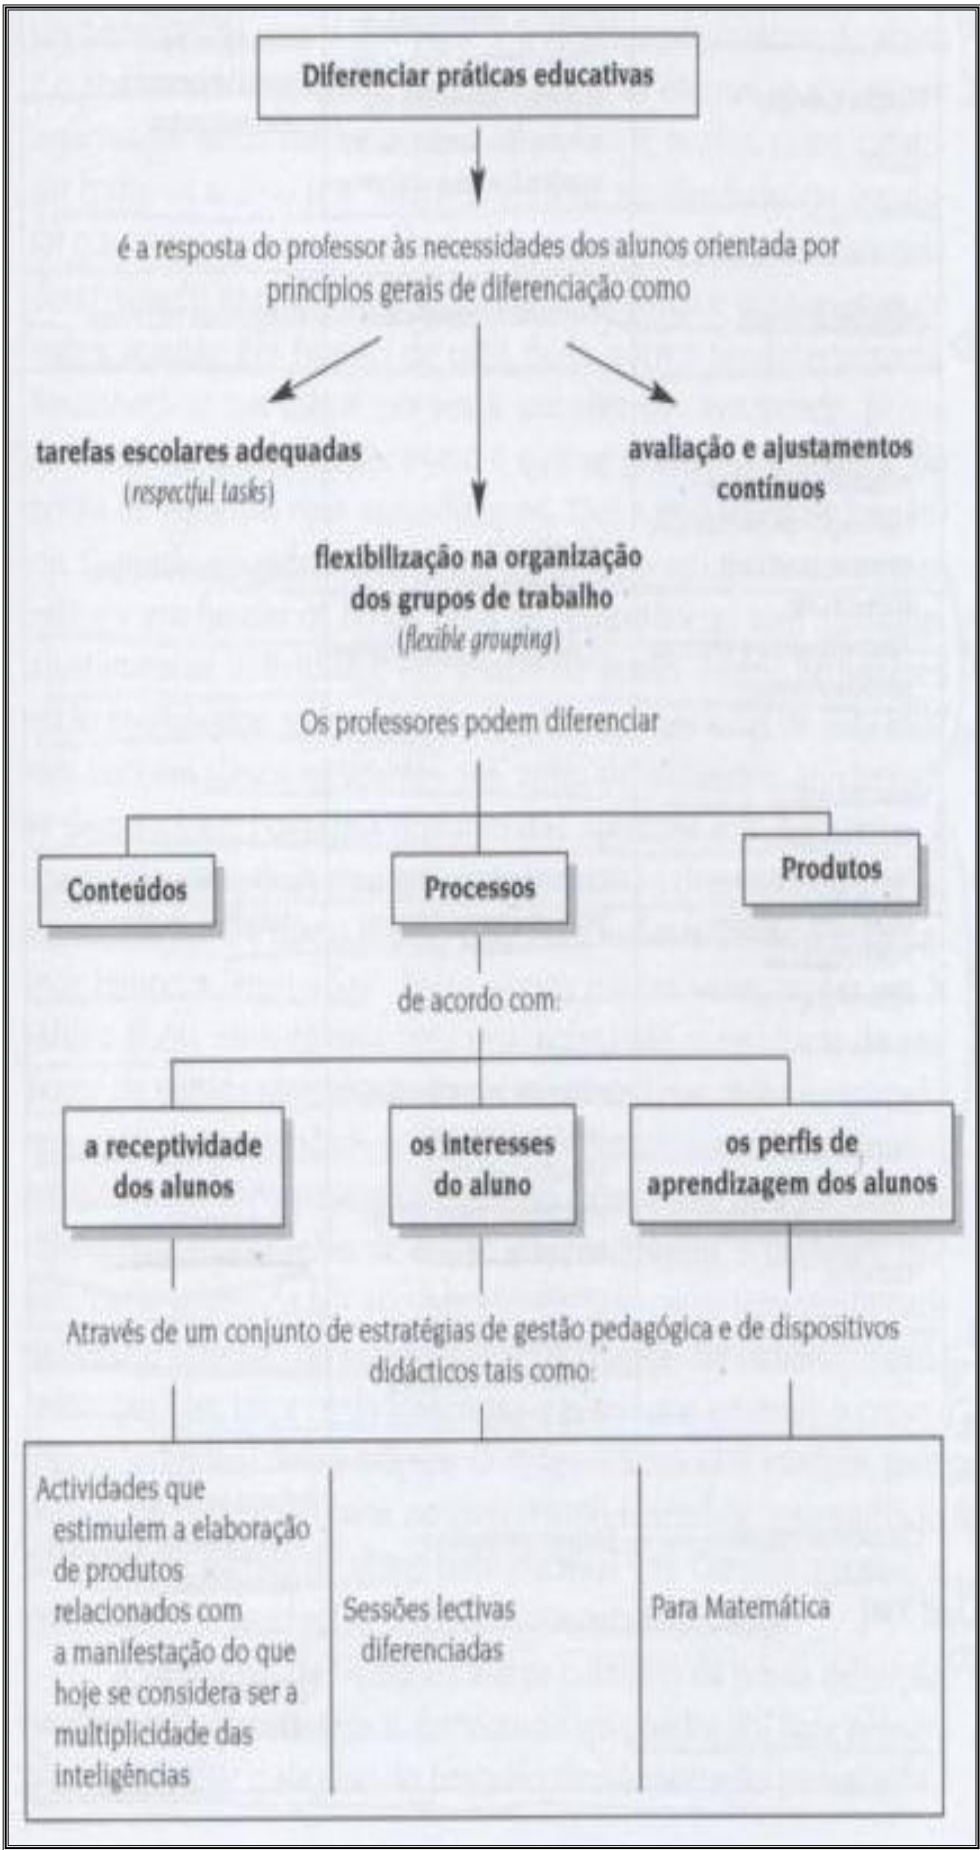 Diferenciar práticas educativas
é a resposta do professor às necessidades dos alunos orientada por
princípios gerais de diferenciação como
tarefas escolares adequadas
(respectful tasks)
avaliação e ajustamentos
contínuos
flexibilização na organização
dos grupos de trabalho
(flexible grouping)
Os professores podem diferenciar
Conteúdos
Processos
Produtos
de acordo com:
a receptividade
dos alunos
os interesses
do aluno
os perfis de
aprendizagem dos alunos
Através de um conjunto de estratégias de gestão pedagógica e de dispositivos
didácticos tais como:
Actividades que
estimulem a elaboração
de produtos
relacionados com
a manifestação do que
hoje se considera ser a
multiplicidade das
inteligências
Sessões lectivas
diferenciadas
Para Matemática